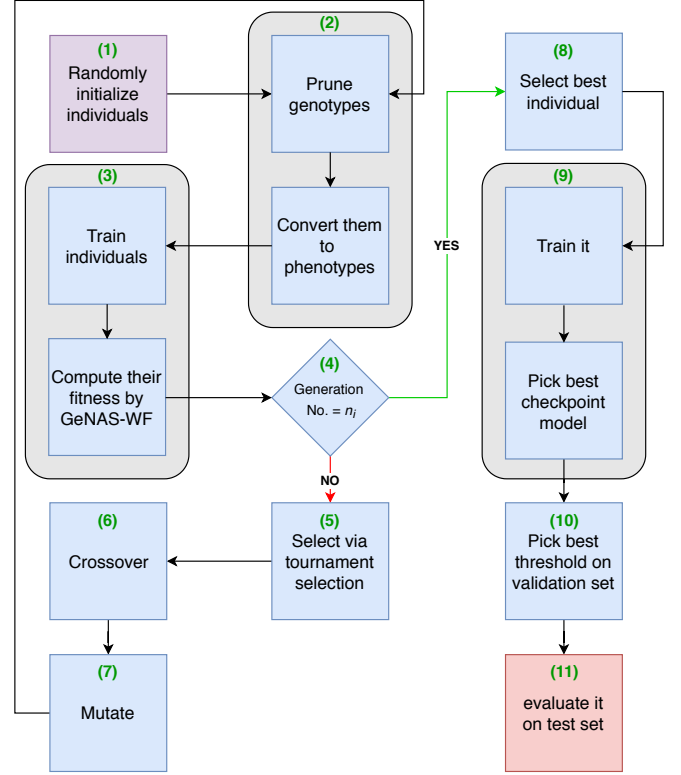 (1)
Randomly
initialize
individuals
(2)
Prune
genotypes
Convert them
to
phenotypes
(3)
Train
individuals
Compute their
fitness by
GeNAS-WF
(4)
Generation
No. = nᵢ
YES
NO
(5)
Select via
tournament
selection
(6)
Crossover
(7)
Mutate
(8)
Select best
individual
(9)
Train it
Pick best
checkpoint
model
(10)
Pick best
threshold on
validation set
(11)
evaluate it
on test set